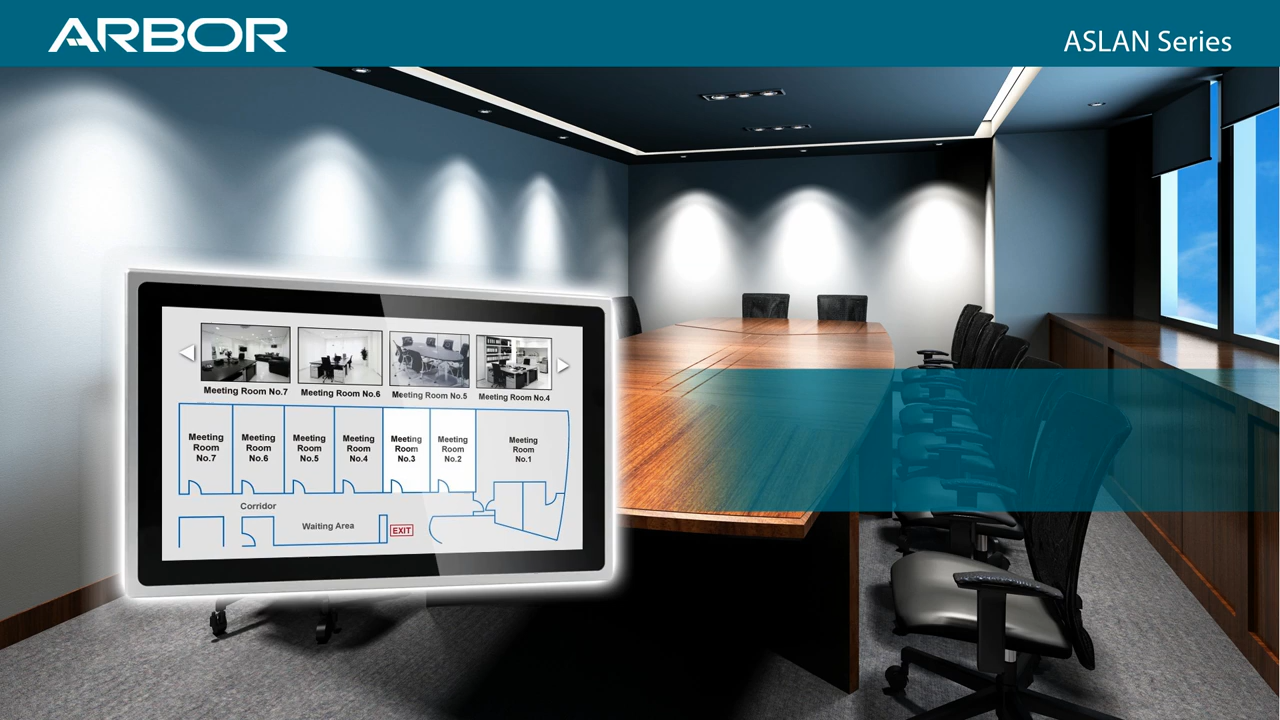 ARBOR
ASLAN Series
Meeting Room No.7
Meeting Room No.6
Meeting Room No.5
Meeting Room No.4
Meeting
Room
No.7
Meeting
Room
No.6
Meeting
Room
No.5
Meeting
Room
No.4
Meeting
Room
No.3
Meeting
Room
No.2
Meeting
Room
No.1
Corridor
Waiting Area
EXIT